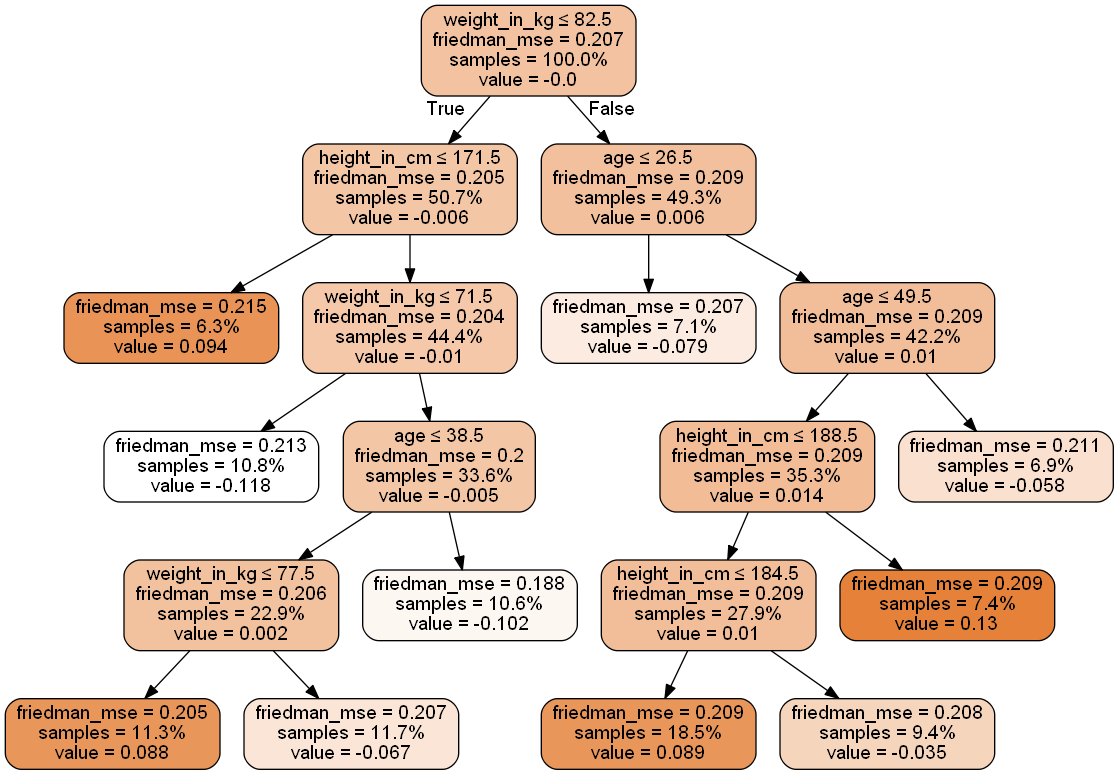 weight_in_kg ≤ 82.5
friedman_mse = 0.207
samples = 100.0%
value = -0.0
True
False
height_in_cm ≤ 171.5
friedman_mse = 0.205
samples = 50.7%
value = -0.006
age ≤ 26.5
friedman_mse = 0.209
samples = 49.3%
value = 0.006
friedman_mse = 0.215
samples = 6.3%
value = 0.094
weight_in_kg ≤ 71.5
friedman_mse = 0.204
samples = 44.4%
value = -0.01
friedman_mse = 0.207
samples = 7.1%
value = -0.079
age ≤ 49.5
friedman_mse = 0.209
samples = 42.2%
value = 0.01
friedman_mse = 0.213
samples = 10.8%
value = -0.118
age ≤ 38.5
friedman_mse = 0.2
samples = 33.6%
value = -0.005
height_in_cm ≤ 188.5
friedman_mse = 0.209
samples = 35.3%
value = 0.014
friedman_mse = 0.211
samples = 6.9%
value = -0.058
weight_in_kg ≤ 77.5
friedman_mse = 0.206
samples = 22.9%
value = 0.002
friedman_mse = 0.188
samples = 10.6%
value = -0.102
height_in_cm ≤ 184.5
friedman_mse = 0.209
samples = 27.9%
value = 0.01
friedman_mse = 0.209
samples = 7.4%
value = 0.13
friedman_mse = 0.205
samples = 11.3%
value = 0.088
friedman_mse = 0.207
samples = 11.7%
value = -0.067
friedman_mse = 0.209
samples = 18.5%
value = 0.089
friedman_mse = 0.208
samples = 9.4%
value = -0.035